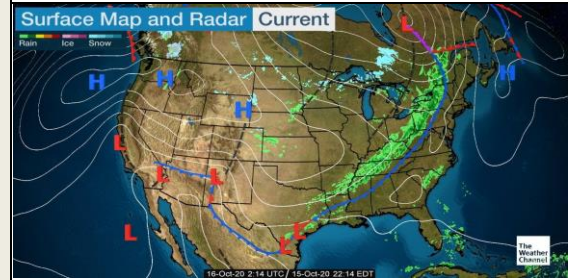 Surface Map and Radar Current
Rain Ice Snow
L
H
H
H
H
L
L
L
L
L
L
The
Weather
Channel
16-Oct-20 2:14 UTC / 15-Oct-20 22:14 EDT